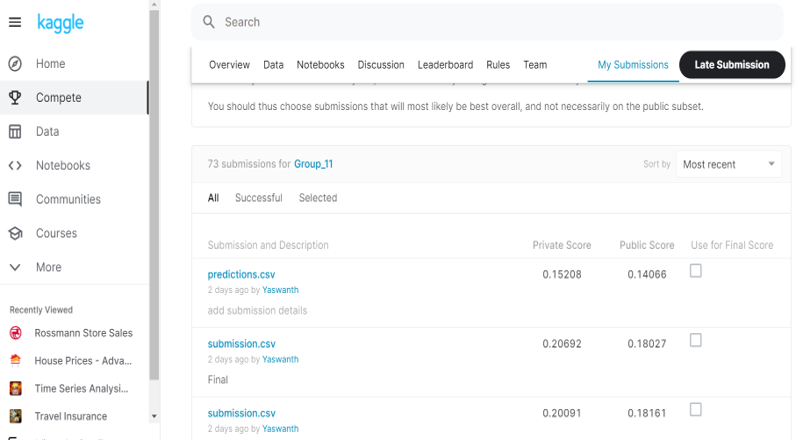 kaggle
Search
Overview Data Notebooks Discussion Leaderboard Rules Team My Submissions Late Submission
Home
Compete
Data
Notebooks
Communities
Courses
More
Recently Viewed
Rossmann Store Sales
House Prices - Adva...
Time Series Analysi...
Travel Insurance
You should thus choose submissions that will most likely be best overall, and not necessarily on the public subset.
73 submissions for Group_11
Sort by Most recent
All Successful Selected
Submission and Description Private Score Public Score Use for Final Score
predictions.csv 0.15208 0.14066
2 days ago by Yaswanth
add submission details
submission.csv 0.20692 0.18027
2 days ago by Yaswanth
Final
submission.csv 0.20091 0.18161
2 days ago by Yaswanth